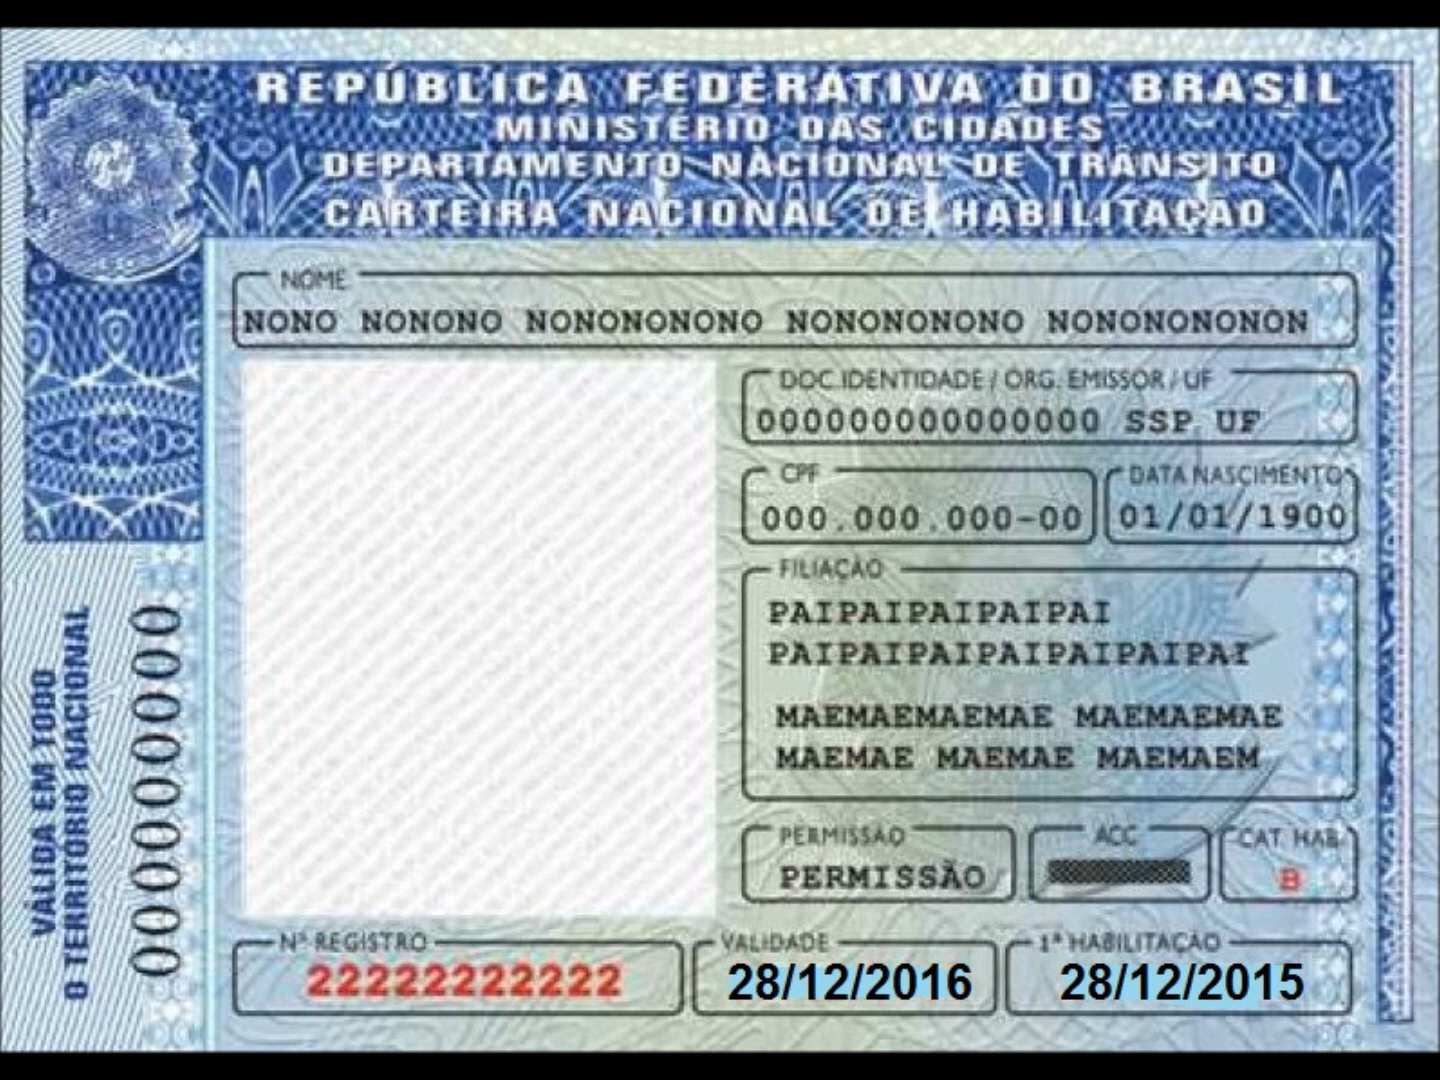 REPÚBLICA FEDERATIVA DO BRASIL
MINISTÉRIO DAS CIDADES
DEPARTAMENTO NACIONAL DE TRÂNSITO
CARTEIRA NACIONAL DE HABILITAÇÃO
NOME
NONO NONONO NONONONONO NONONONONO NONONONONON
DOC.IDENTIDADE / ORG. EMISSOR / UF
000000000000000 SSP UF
CPF
000.000.000-00
DATA NASCIMENTO
01/01/1900
FILIAÇÃO
PAIPAIPAIPAIPAI
PAIPAIPAIPAIPAIPAIPAI
MAEMAEMAEMAE MAEMAEMAE
MAEMAE MAEMAE MAEMAEM
PERMISSÃO
PERMISSÃO
ACC
CAT HAB
B
Nº REGISTRO
22222222222
VALIDADE
28/12/2016
1ª HABILITAÇÃO
28/12/2015
VÁLIDA EM TODO
O TERRITÓRIO NACIONAL
0000000000